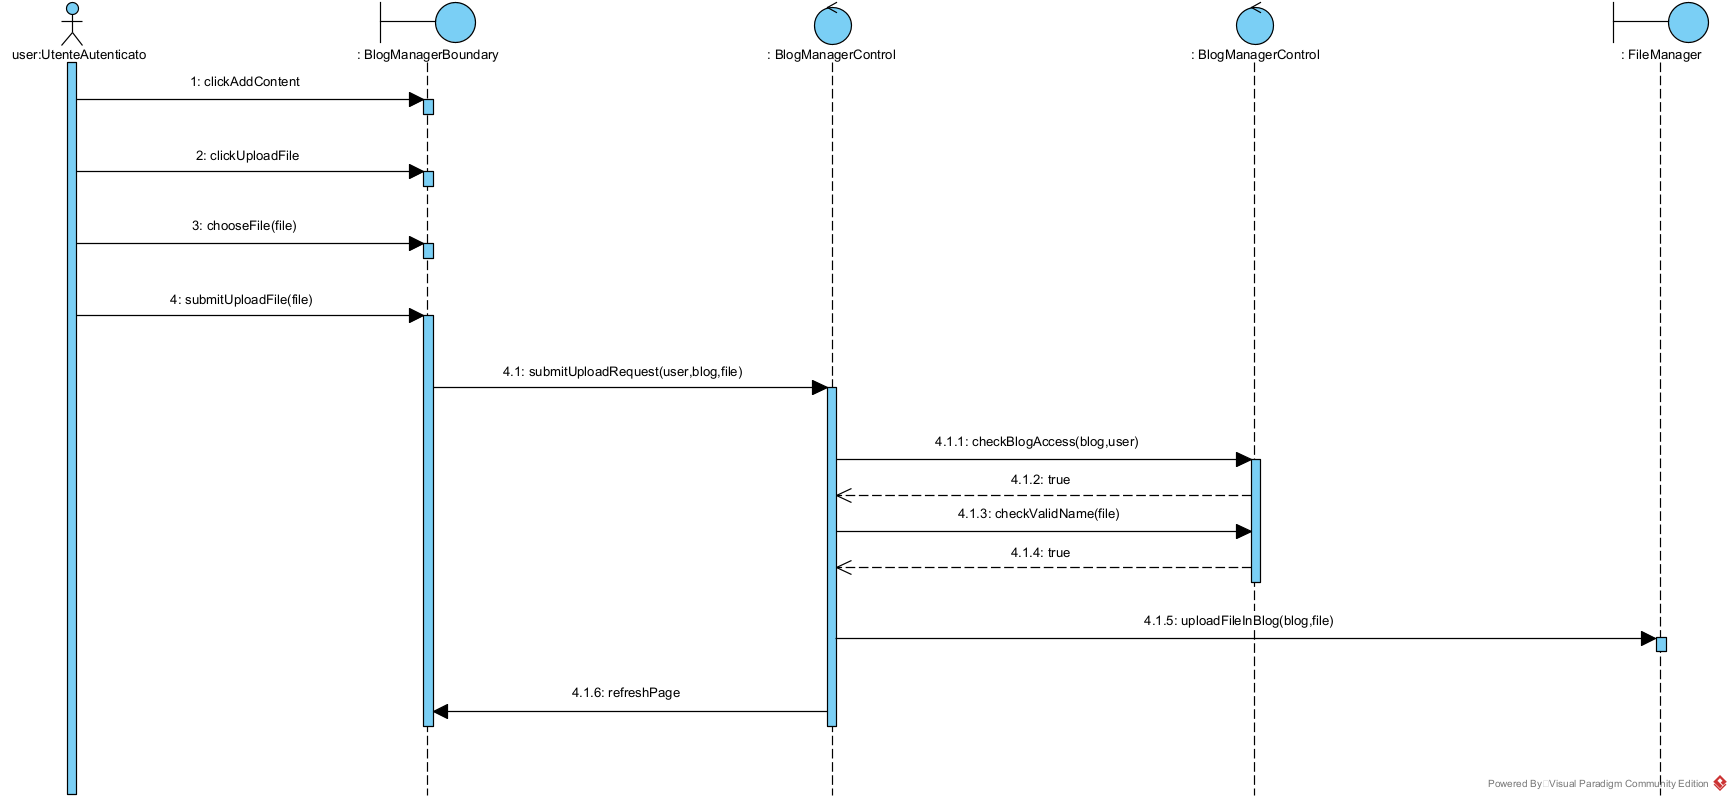 user:UtenteAutenticato
: BlogManagerBoundary
: BlogManagerControl
: BlogManagerControl
: FileManager
1: clickAddContent
2: clickUploadFile
3: chooseFile(file)
4: submitUploadFile(file)
4.1: submitUploadRequest(user,blog,file)
4.1.1: checkBlogAccess(blog,user)
4.1.2: true
4.1.3: checkValidName(file)
4.1.4: true
4.1.5: uploadFileInBlog(blog,file)
4.1.6: refreshPage
Powered By Visual Paradigm Community Edition